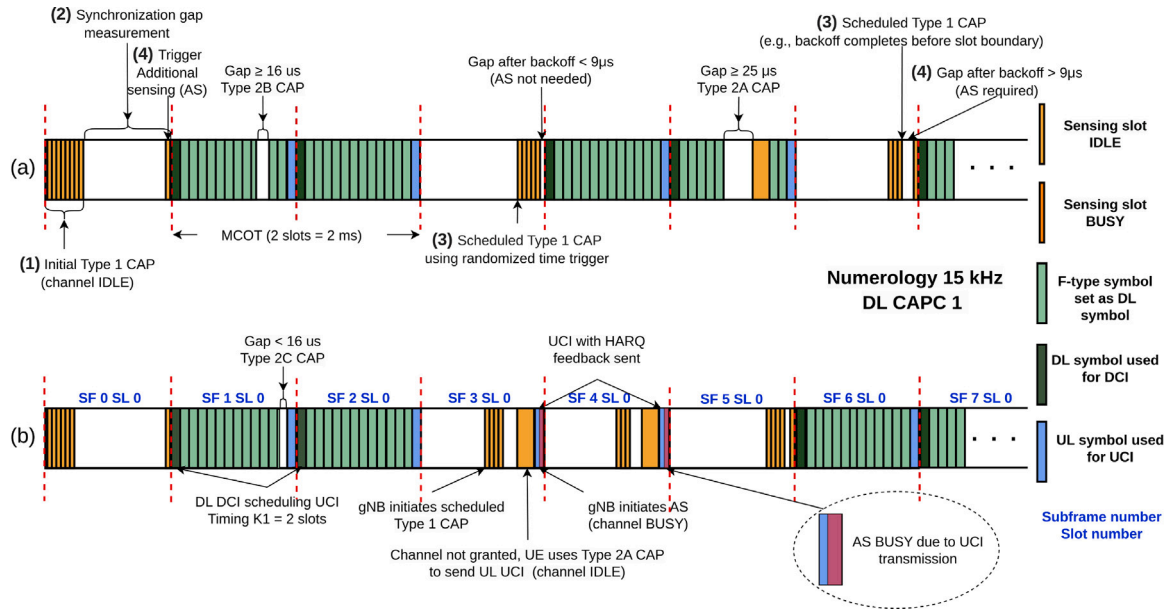 (2) Synchronization gap
measurement
(4) Trigger
Additional
sensing (AS)
Gap ≥ 16 us
Type 2B CAP
Gap after backoff < 9μs
(AS not needed)
Gap ≥ 25 μs
Type 2A CAP
(3) Scheduled Type 1 CAP
(e.g., backoff completes before slot boundary)
(4) Gap after backoff > 9μs
(AS required)
(a)
. . .
MCOT (2 slots = 2 ms)
(1) Initial Type 1 CAP
(channel IDLE)
(3) Scheduled Type 1 CAP
using randomized time trigger
Numerology 15 kHz
DL CAPC 1
Sensing slot
IDLE
Sensing slot
BUSY
F-type symbol
set as DL
symbol
DL symbol used
for DCI
UL symbol used
for UCI
Subframe number
Slot number
Gap < 16 us
Type 2C CAP
UCI with HARQ
feedback sent
SF 0 SL 0
SF 1 SL 0
SF 2 SL 0
SF 3 SL 0
SF 4 SL 0
SF 5 SL 0
SF 6 SL 0
SF 7 SL 0
(b)
. . .
DL DCI scheduling UCI
Timing K1 = 2 slots
gNB initiates scheduled
Type 1 CAP
gNB initiates AS
(channel BUSY)
Channel not granted, UE uses Type 2A CAP
to send UL UCI (channel IDLE)
AS BUSY due to UCI
transmission